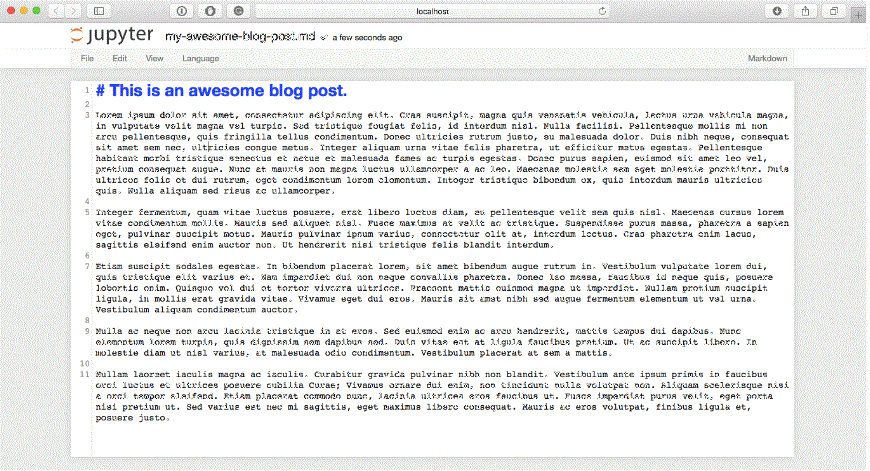 localhost
jupyter my-awesome-blog-post.md a few seconds ago
File Edit View Language Markdown
1 # This is an awesome blog post.
2
3 Lorem ipsum dolor sit amet, consectetur adipiscing elit. Cras suscipit, magna quis venenatis vehicula, lectus urna vehicula magna,
in vulputate velit magna vel turpis. Sed tristique feugiat felis, id interdum nisl. Nulla facilisi. Pellentesque mollis mi non
arcu pellentesque, quis fringilla tellus condimentum. Donec ultricies rutrum justo, eu malesuada dolor. Duis nibh neque, consequat
sit amet sem nec, ultricies congue metus. Integer aliquam urna vitae felis pharetra, ut efficitur metus egestas. Pellentesque
habitant morbi tristique senectus et netus et malesuada fames ac turpis egestas. Donec purus sapien, euismod sit amet leo vel,
pretium consequat augue. Nunc at mauris non magna luctus ullamcorper a ac leo. Maecenas molestie sem eget molestie porttitor. Duis
ultrices felis et dui rutrum, eget condimentum lorem elementum. Integer tristique bibendum ex, quis interdum mauris ultricies
quis. Nulla aliquam sed risus ac ullamcorper.
4
5 Integer fermentum, quam vitae luctus posuere, erat libero luctus diam, eu pellentesque velit sem quis nisl. Maecenas cursus lorem
vitae condimentum mollis. Mauris sed aliquet nisl. Fusce maximus at velit ac tristique. Suspendisse purus massa, pharetra a sapien
eget, pulvinar suscipit metus. Mauris pulvinar ipsum varius, consectetur elit at, interdum lectus. Cras pharetra enim lacus,
sagittis eleifend enim auctor non. Ut hendrerit nisi tristique felis blandit interdum.
6
7 Etiam suscipit sodales egestas. In bibendum placerat lorem, sit amet bibendum augue rutrum in. Vestibulum vulputate lorem dui,
quis tristique elit varius et. Nam imperdiet dui non neque convallis pharetra. Donec leo massa, faucibus id neque quis, posuere
lobortis enim. Quisque vel dui et tortor viverra ultrices. Praesent mattis euismod magna ut imperdiet. Nullam pretium suscipit
ligula, in mollis erat gravida vitae. Vivamus eget dui eros. Mauris sit amet nibh sed augue fermentum elementum ut vel urna.
Vestibulum aliquam condimentum auctor.
8
9 Nulla ac neque non arcu lacinia tristique in at eros. Sed euismod enim ac arcu hendrerit, mattis tempus dui dapibus. Nunc
elementum lorem turpis, quis dignissim sem dapibus sed. Duis vitae est at ligula faucibus pretium. Ut ac suscipit libero. In
molestie diam ut nisl varius, at malesuada odio condimentum. Vestibulum placerat at sem a mattis.
10
11 Nullam laoreet iaculis magna ac iaculis. Curabitur gravida pulvinar nibh non blandit. Vestibulum ante ipsum primis in faucibus
orci luctus et ultrices posuere cubilia Curae; Vivamus ornare dui enim, non tincidunt nulla volutpat non. Aliquam scelerisque nisi
a orci tempor eleifend. Etiam placerat commodo nunc, lacinia ultrices eros faucibus ut. Fusce imperdiet purus velit, eget porta
nisi pretium ut. Sed varius est nec mi sagittis, eget maximus libero consequat. Mauris ac eros volutpat, finibus ligula et,
posuere justo.